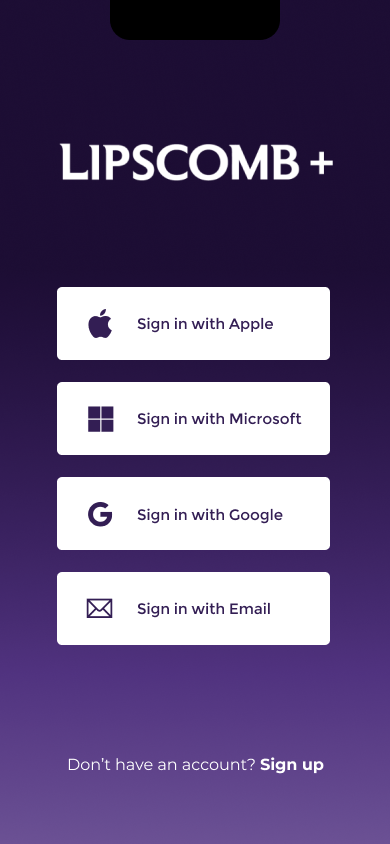 LIPSCOMB +
Sign in with Apple
Sign in with Microsoft
Sign in with Google
Sign in with Email
Don’t have an account? Sign up